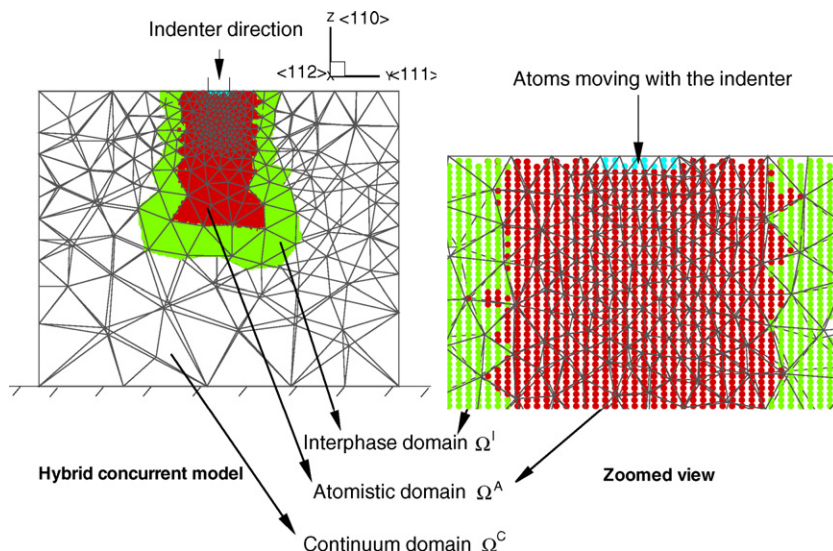 Indenter direction
Z <110>
<112> X
Y <111>
Atoms moving with the indenter
Interphase domain Ω^I
Hybrid concurrent model
Zoomed view
Atomistic domain Ω^A
Continuum domain Ω^C